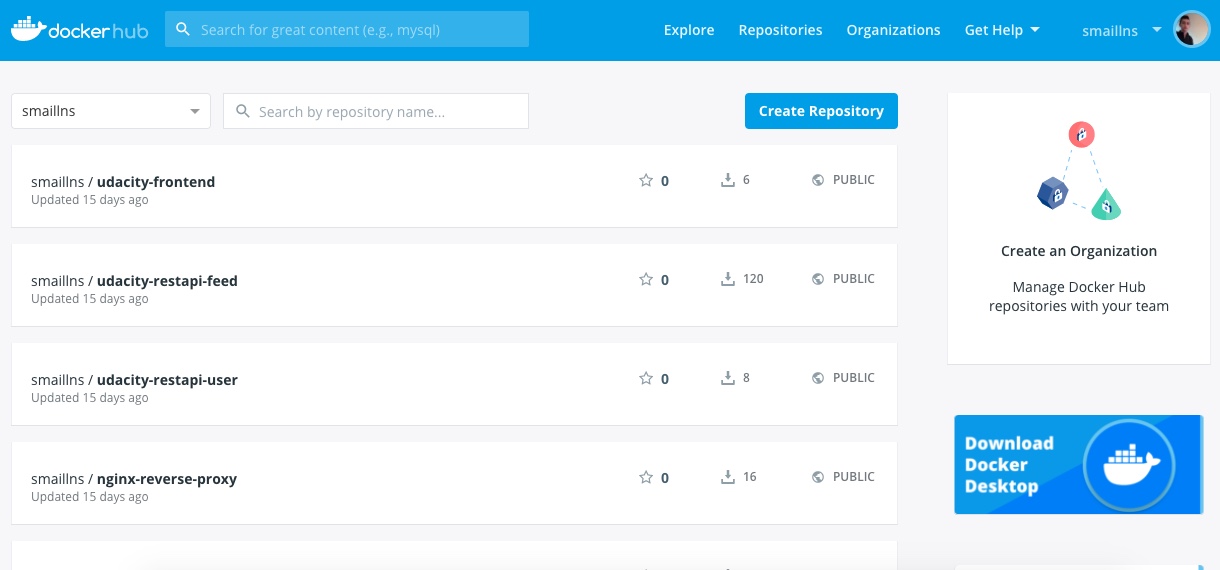 docker hub
Search for great content (e.g., mysql)
Explore
Repositories
Organizations
Get Help
smaillns
smaillns
Search by repository name...
Create Repository
smaillns / udacity-frontend
Updated 15 days ago
0
6
PUBLIC
smaillns / udacity-restapi-feed
Updated 15 days ago
0
120
PUBLIC
smaillns / udacity-restapi-user
Updated 15 days ago
0
8
PUBLIC
smaillns / nginx-reverse-proxy
Updated 15 days ago
0
16
PUBLIC
Create an Organization
Manage Docker Hub
repositories with your team
Download
Docker
Desktop